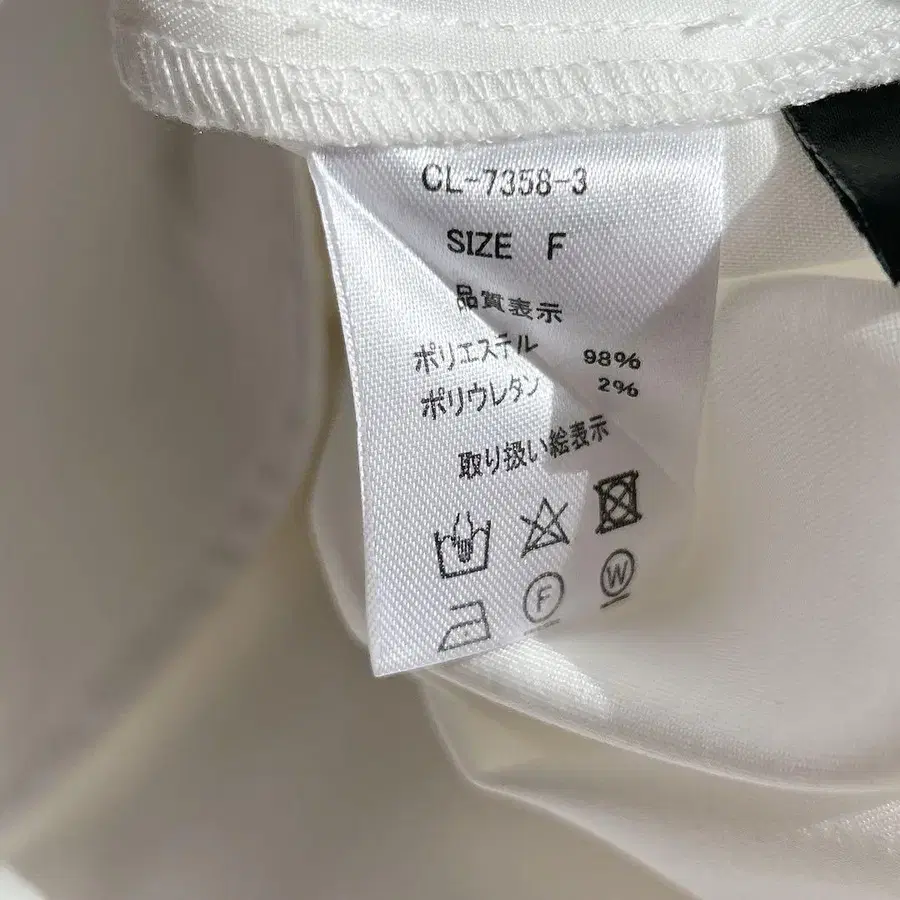 CL-7358-3
SIZE F
品質表示
ポリエステル 98%
ポリウレタン 2%
取り扱い絵表示
F W